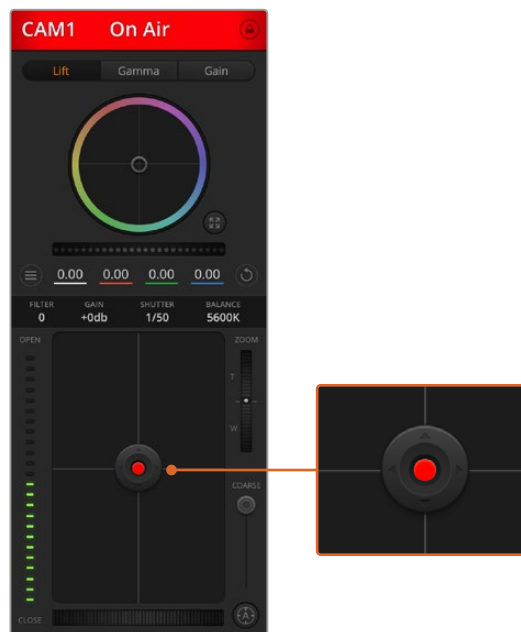 CAM1 On Air
Lift Gamma Gain
0.00 0.00 0.00 0.00
FILTER GAIN SHUTTER BALANCE
0 +0db 1/50 5600K
OPEN ZOOM
T
W
COARSE
CLOSE A